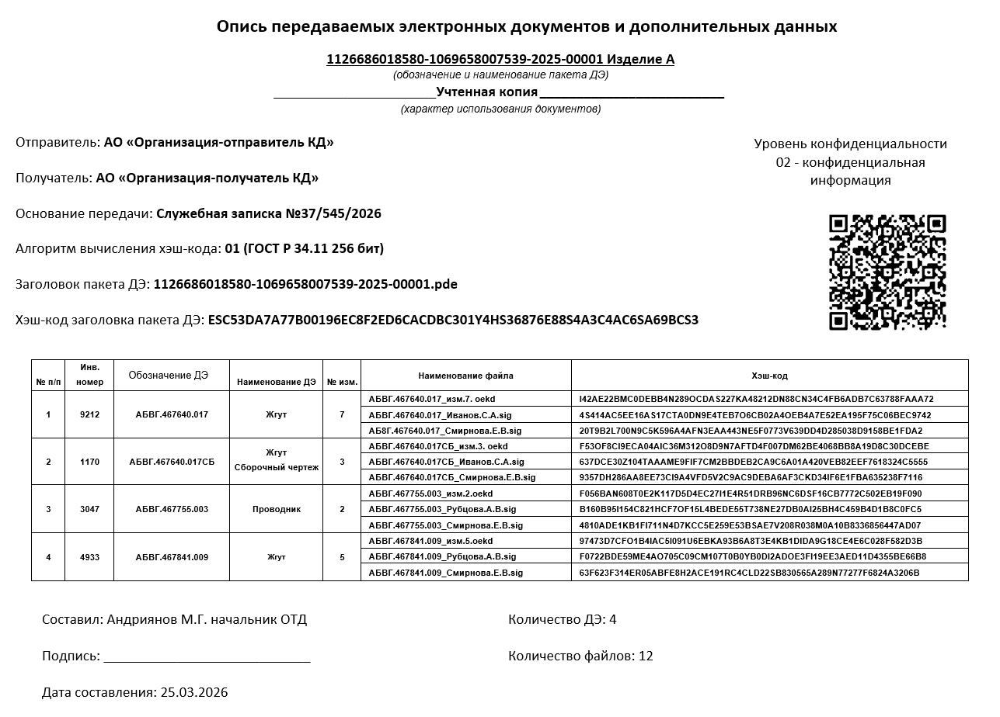 Опись передаваемых электронных документов и дополнительных данных
1126686018580-1069658007539-2025-00001 Изделие А
(обозначение и наименование пакета ДЭ)
Учтенная копия
(характер использования документов)
Отправитель: АО «Организация-отправитель КД»
Уровень конфиденциальности
02 - конфиденциальная
информация
Получатель: АО «Организация-получатель КД»
Основание передачи: Служебная записка №37/545/2026
Алгоритм вычисления хэш-кода: 01 (ГОСТ Р 34.11 256 бит)
Заголовок пакета ДЭ: 1126686018580-1069658007539-2025-00001.pde
Хэш-код заголовка пакета ДЭ: ESC53DA7A77B00196EC8F2ED6CACDBC301Y4HS36876E88S4A3C4AC6SA69BCS3
№ п/п Инв. номер Обозначение ДЭ Наименование ДЭ № изм. Наименование файла Хэш-код
1 9212 АБВГ.467640.017 Жгут 7 АБВГ.467640.017_изм.7. oekd I42AE22BMC0DEBB4N289OCDAS227KA48212DN88CN34C4FB6ADB7C63788FAAA72
АБВГ.467640.017_Иванов.С.А.sig 4S414AC5EE16AS17CTA0DN9E4TEB7O6CB02A4OEB4A7E52EA195F75C06BEC9742
АБ8Г.467640.017_Смирнова.Е.В.sig 20T9B2L700N9C5K596A4AFN3EAA443NE5F0773V639DD4D285038D9158BE1FDA2
2 1170 АБВГ.467640.017СБ Жгут Сборочный чертеж 3 АБВГ.467640.017СБ_изм.3. oekd F53OF8CI9ECA04AIC36M312O8D9N7AFTD4F007DM62BE4068BB8A19D8C30DCEBE
АБВГ.467640.017СБ_Иванов.С.А.sig 637DCE30Z104TAAAME9FIF7CM2BBDEB2CA9C6A01A420VEB82EEF7618324C5555
АБВГ.467640.017СБ_Смирнова.Е.В.sig 9357DH286AA8EE73CI9A4VFD5V2C9AC9DEBA6AF3CKD34IF6E1FBA635238F7116
3 3047 АБВГ.467755.003 Проводник 2 АБВГ.467755.003_изм.2.oekd F056BAN608T0E2K117D5D4EC27I1E4R51DRB96NC6DSF16CB7772C502EB19F090
АБВГ.467755.003_Рубцова.А.В.sig B160B95I154C821HCF7OF15L4BEDE55T738NE27DB0AI25BH4C459B4D1B8C0FC5
АБВГ.467755.003_Смирнова.Е.В.sig 4810ADE1KB1FI711N4D7KCC5E259E53BSAE7V208R038M0A10B8336856447AD07
4 4933 АБВГ.467841.009 Жгут 5 АБВГ.467841.009_изм.5.oekd 97473D7CFO1B4IAC5I091U6EBKA93B6A8T3E4KB1DIDA9G18CE4E6C028F582D3B
АБВГ.467841.009_Рубцова.А.В.sig F0722BDE59ME4AO705C09CM107T0B0YB0DI2ADOE3FI19EE3AED11D4355BE66B8
АБВГ.467841.009_Смирнова.Е.В.sig 63F623F314ER05ABFE8H2ACE191RC4CLD22SB830565A289N77277F6824A3206B
Составил: Андриянов М.Г. начальник ОТД
Количество ДЭ: 4
Подпись:
Количество файлов: 12
Дата составления: 25.03.2026